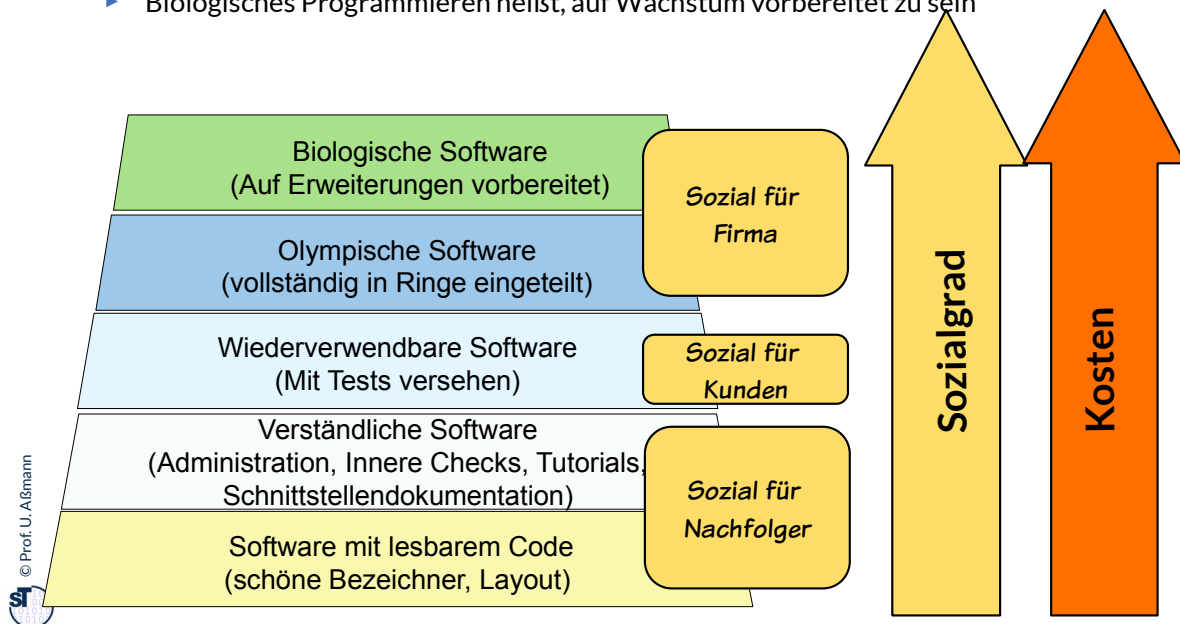 Biologisches Programmieren heißt, auf Wachstum vorbereitet zu sein
Biologische Software
(Auf Erweiterungen vorbereitet)
Sozial für
Firma
Olympische Software
(vollständig in Ringe eingeteilt)
Wiederverwendbare Software
(Mit Tests versehen)
Sozial für
Kunden
Verständliche Software
(Administration, Innere Checks, Tutorials,
Schnittstellendokumentation)
Sozial für
Nachfolger
Software mit lesbarem Code
(schöne Bezeichner, Layout)
Sozialgrad
Kosten
© Prof. U. Aßmann
ST